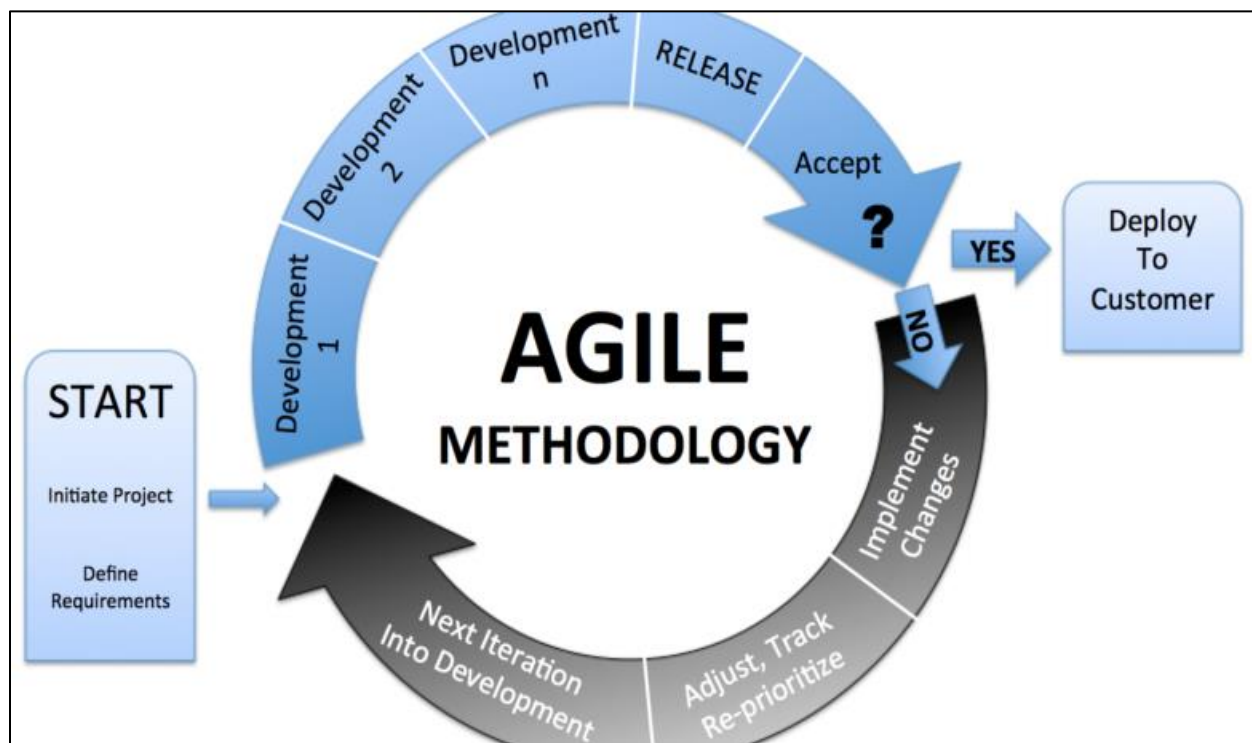 START
Initiate Project
Define
Requirements
Development
1
Development
2
Development
n
RELEASE
Accept
?
YES
Deploy
To
Customer
NO
Implement
Changes
Adjust, Track
Re-prioritize
Next Iteration
Into Development
AGILE
METHODOLOGY